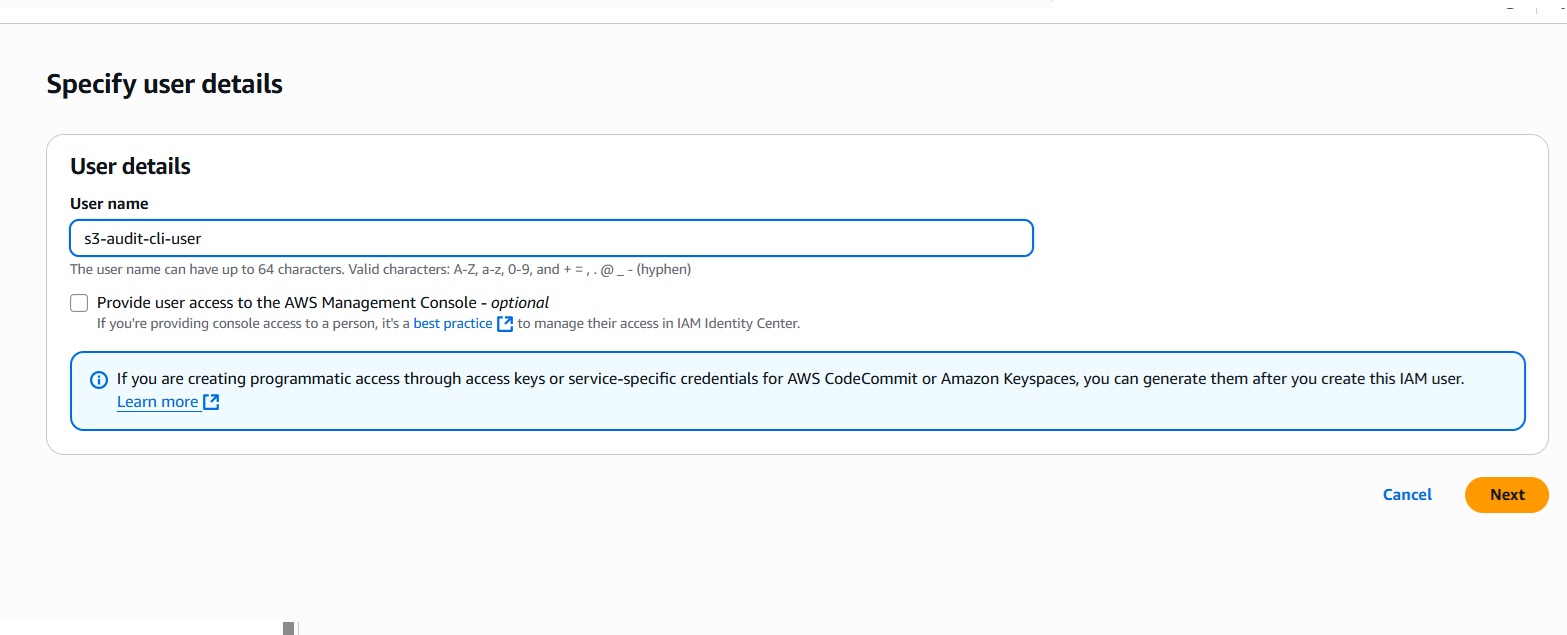 Specify user details
User details
User name
s3-audit-cli-user
The user name can have up to 64 characters. Valid characters: A-Z, a-z, 0-9, and + = , . @ _ - (hyphen)
Provide user access to the AWS Management Console - optional
If you're providing console access to a person, it's a best practice to manage their access in IAM Identity Center.
If you are creating programmatic access through access keys or service-specific credentials for AWS CodeCommit or Amazon Keyspaces, you can generate them after you create this IAM user.
Learn more
Cancel Next